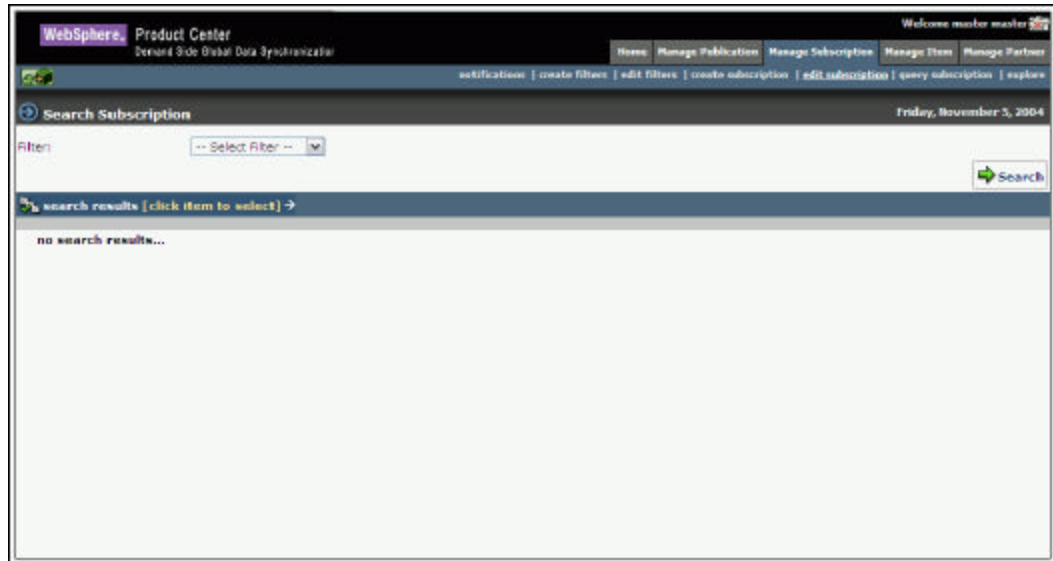 Welcome master master
WebSphere. Product Center
Demand Side Global Data Synchronization
Home Manage Publication Manage Subscription Manage Item Manage Partner
notifications | create filters | edit filters | create subscription | edit subscription | query subscription | explore
Search Subscription Friday, November 5, 2004
Filter: -- Select Filter --
Search
search results [click item to select] →
no search results...